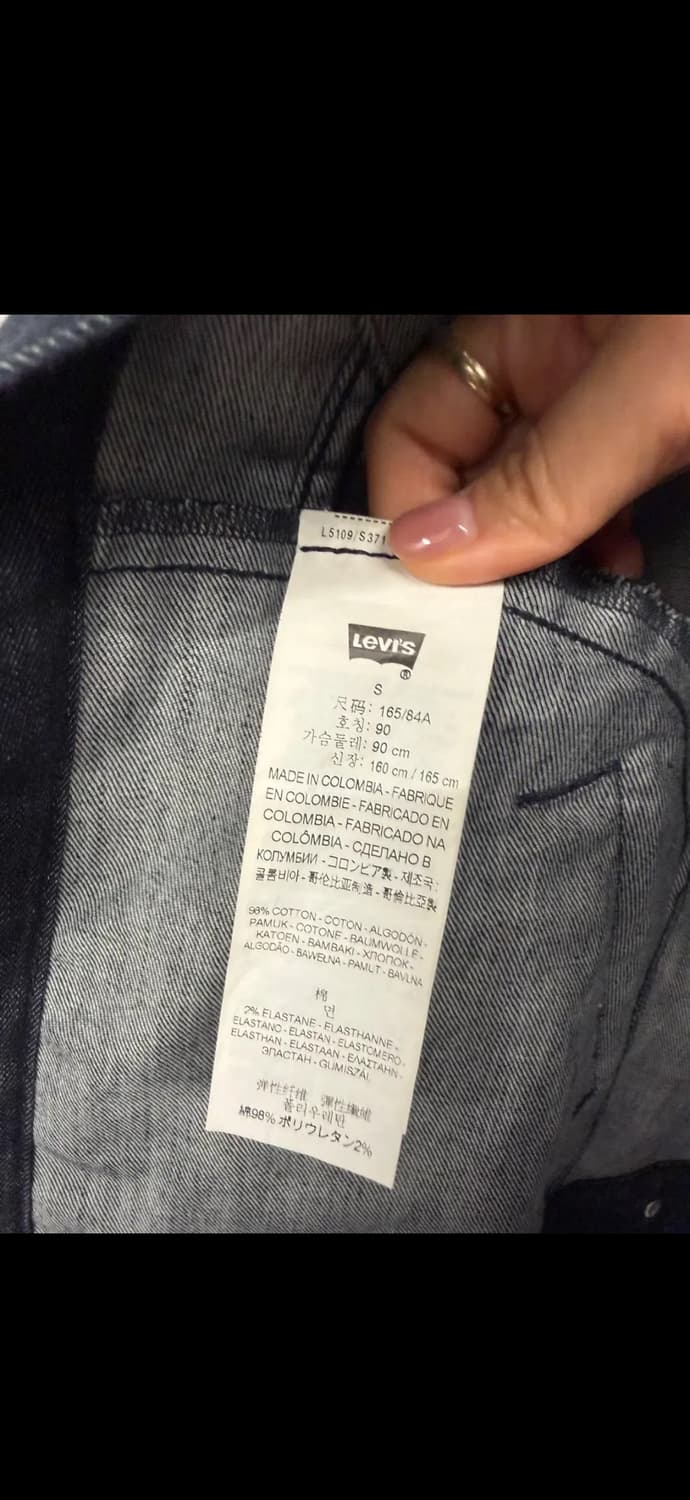 L5109/S371
Levi's
®
S
尺码: 165/84A
호칭: 90
가슴둘레: 90 cm
신장: 160 cm / 165 cm
MADE IN COLOMBIA - FABRIQUE
EN COLOMBIE - FABRICADO EN
COLOMBIA - FABRICADO NA
COLÔMBIA - СДЕЛАНО В
КОЛУМБИИ - コロンビア製 - 제조국:
콜롬비아 - 哥伦比亚制造 - 哥倫比亞製
98% COTTON - COTON - ALGODÓN -
PAMUK - COTONE - BAUMWOLLE -
KATOEN - BAMBAKI - ХЛОПОК -
ALGODÃO - BAWEŁNA - PAMUT - BAVLNA
棉
면
2% ELASTANE - ELASTHANNE -
ELASTANO - ELASTAN - ELASTOMERO -
ELASTHAN - ELASTAAN - ΕΛΑΣΤΑΗΝ -
ЭЛАСТАН - GUMISZÁL
弹性纤维 彈性纖維
폴리우레탄
綿98% ポリウレタン2%